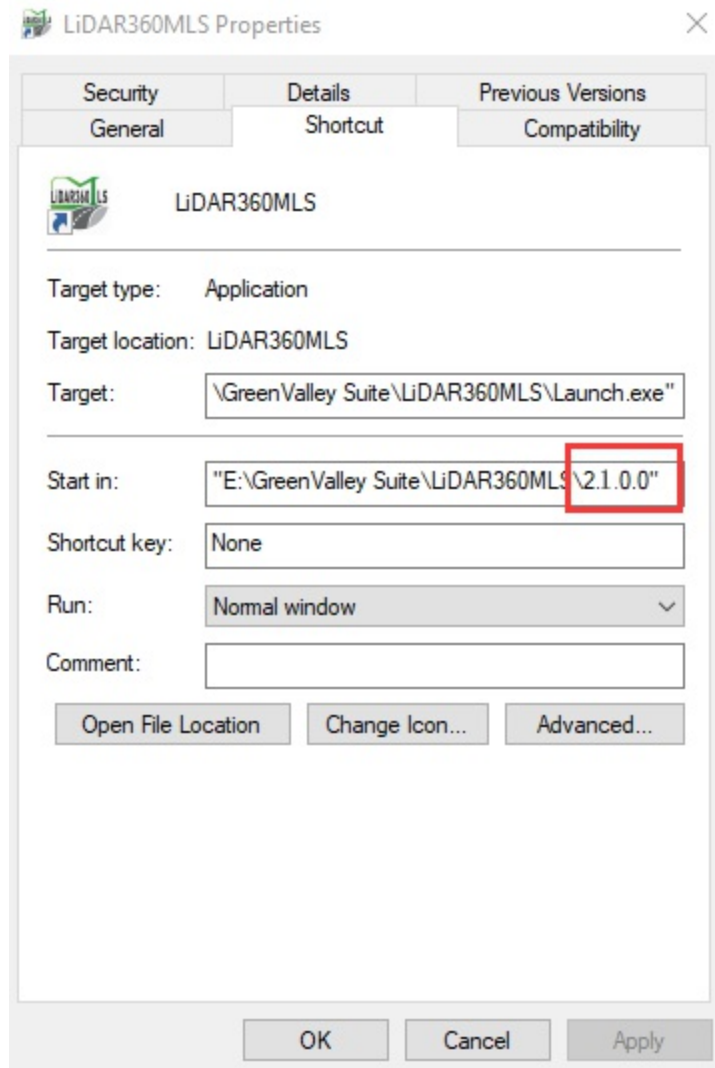 LiDAR360MLS Properties
Security Details Previous Versions
General Shortcut Compatibility
LiDAR360MLS
LiDAR360MLS
Target type: Application
Target location: LiDAR360MLS
Target: \GreenValley Suite\LiDAR360MLS\Launch.exe"
Start in: "E:\GreenValley Suite\LiDAR360MLS\2.1.0.0"
Shortcut key: None
Run: Normal window
Comment:
Open File Location Change Icon... Advanced...
OK Cancel Apply